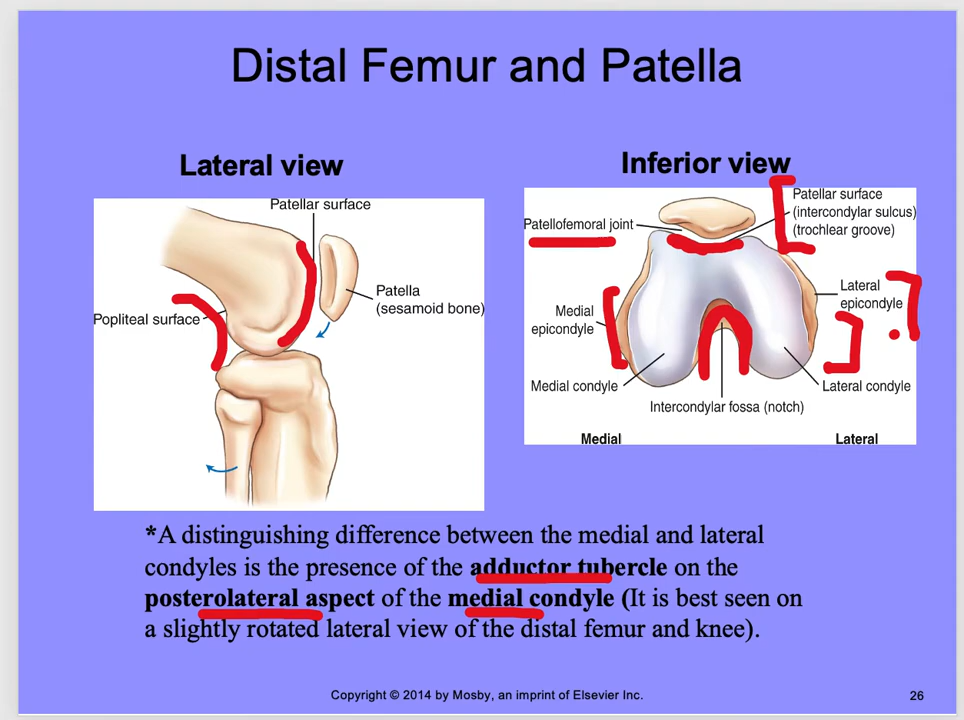 Distal Femur and Patella
Lateral view
Patellar surface
Patella
(sesamoid bone)
Popliteal surface
Inferior view
Patellar surface
(intercondylar sulcus)
(trochlear groove)
Patellofemoral joint
Lateral
epicondyle
Medial
epicondyle
Medial condyle
Lateral condyle
Intercondylar fossa (notch)
Medial
Lateral
*A distinguishing difference between the medial and lateral
condyles is the presence of the adductor tubercle on the
posterolateral aspect of the medial condyle (It is best seen on
a slightly rotated lateral view of the distal femur and knee).
Copyright © 2014 by Mosby, an imprint of Elsevier Inc.
26